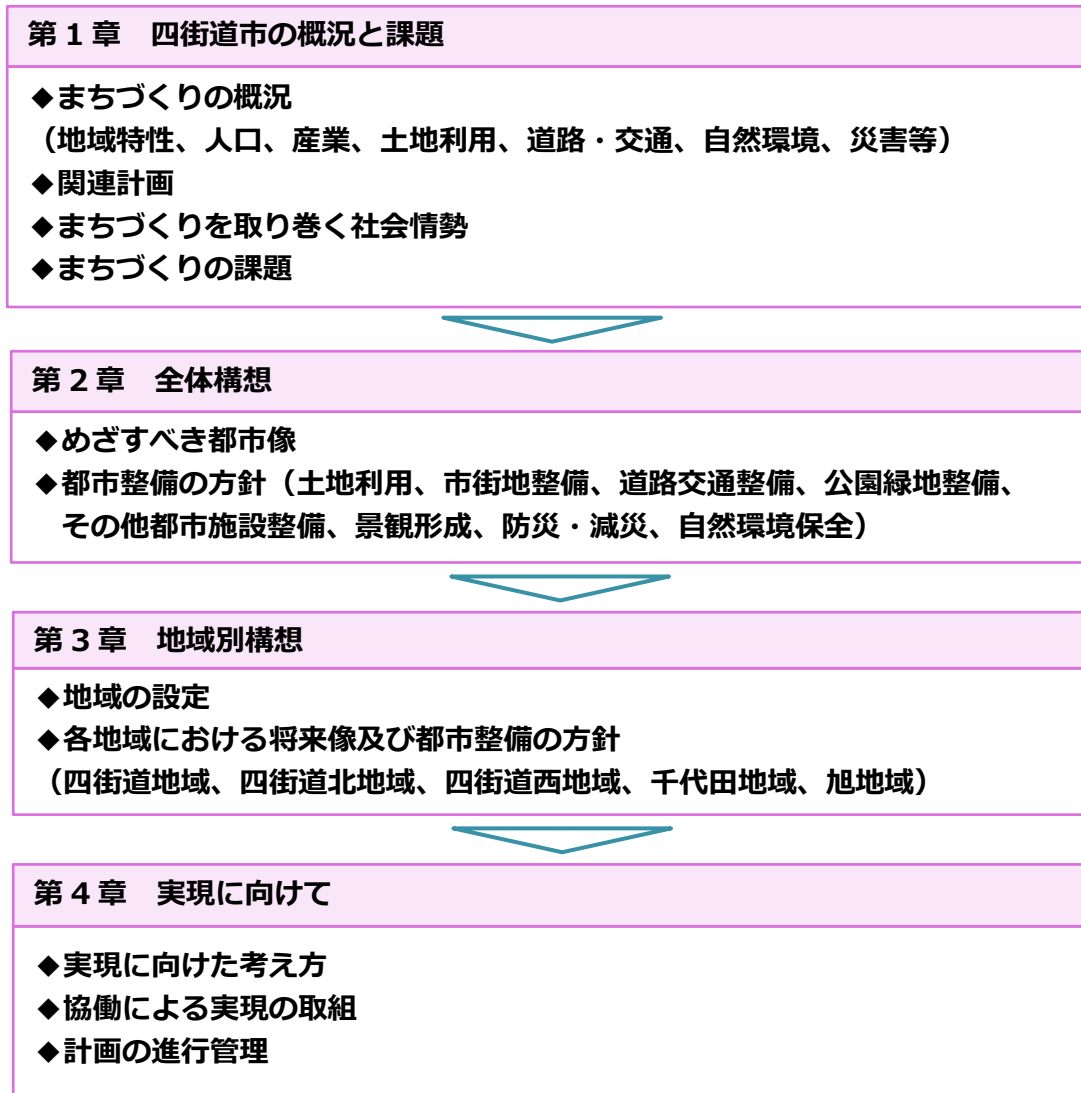 第1章　四街道市の概況と課題
◆まちづくりの概況
（地域特性、人口、産業、土地利用、道路・交通、自然環境、災害等）
◆関連計画
◆まちづくりを取り巻く社会情勢
◆まちづくりの課題
第2章　全体構想
◆めざすべき都市像
◆都市整備の方針（土地利用、市街地整備、道路交通整備、公園緑地整備、
その他都市施設整備、景観形成、防災・減災、自然環境保全）
第3章　地域別構想
◆地域の設定
◆各地域における将来像及び都市整備の方針
（四街道地域、四街道北地域、四街道西地域、千代田地域、旭地域）
第4章　実現に向けて
◆実現に向けた考え方
◆協働による実現の取組
◆計画の進行管理